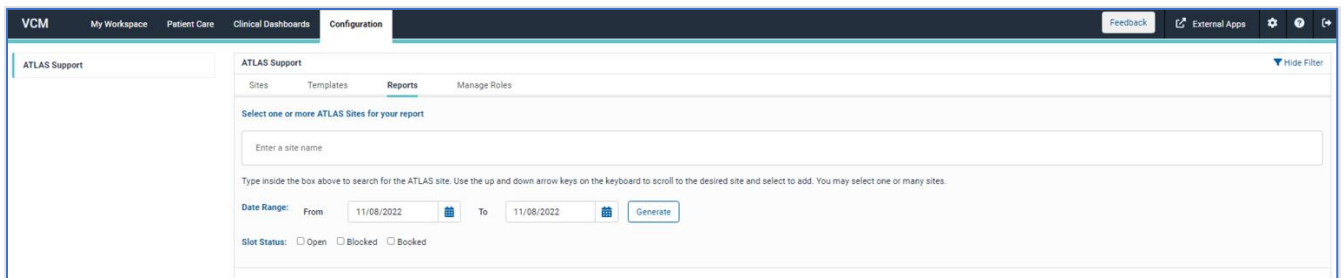 VCM My Workspace Patient Care Clinical Dashboards Configuration Feedback External Apps
ATLAS Support
ATLAS Support Hide Filter
Sites Templates Reports Manage Roles
Select one or more ATLAS Sites for your report
Enter a site name
Type inside the box above to search for the ATLAS site. Use the up and down arrow keys on the keyboard to scroll to the desired site and select to add. You may select one or many sites.
Date Range: From 11/08/2022 To 11/08/2022 Generate
Slot Status: Open Blocked Booked